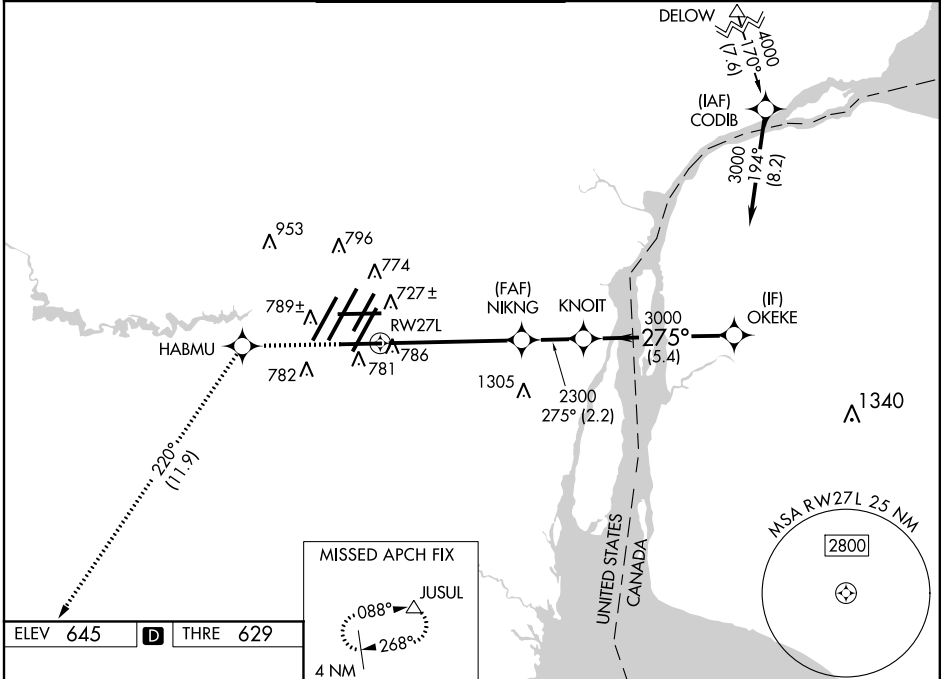 DELOW
4000
170°
(7.6)
(IAF)
CODIB
3000
194°
(8.2)
953
796
774
789±
727±
RW27L
(FAF)
NIKNG
KNOIT
3000
275°
(5.4)
(IF)
OKEKE
HABMU
782
781
786
1305
2300
275° (2.2)
1340
220°
(11.9)
UNITED STATES
CANADA
MSA RW27L 25 NM
2800
MISSED APCH FIX
JUSUL
088°
268°
4 NM
ELEV 645 D THRE 629